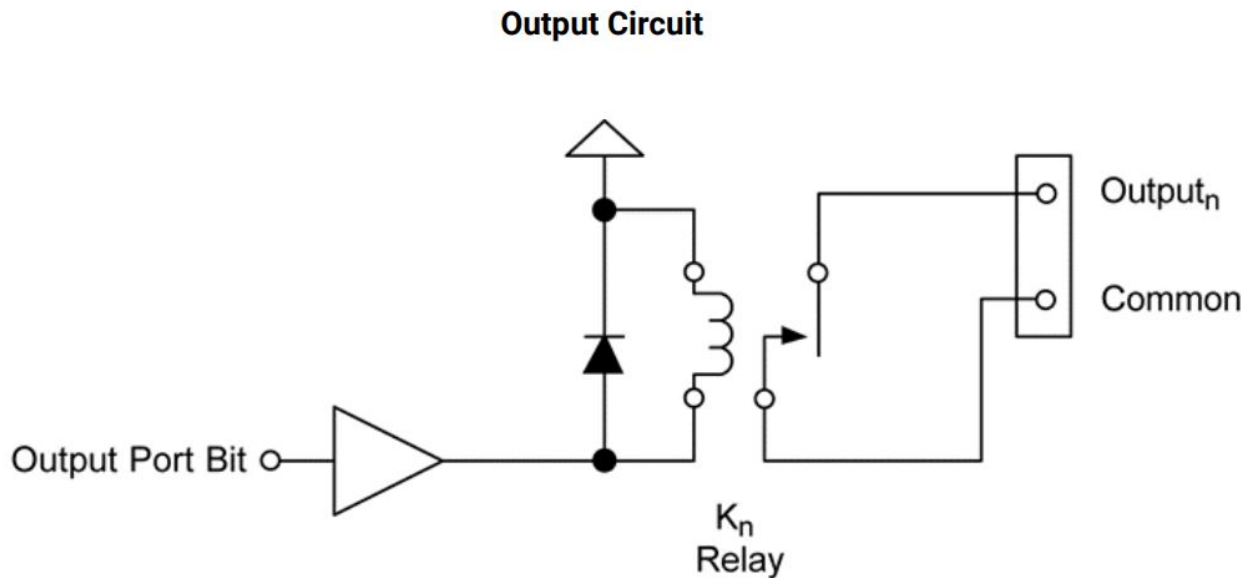 Output Circuit
Outputₙ
Common
Output Port Bit
Kₙ
Relay